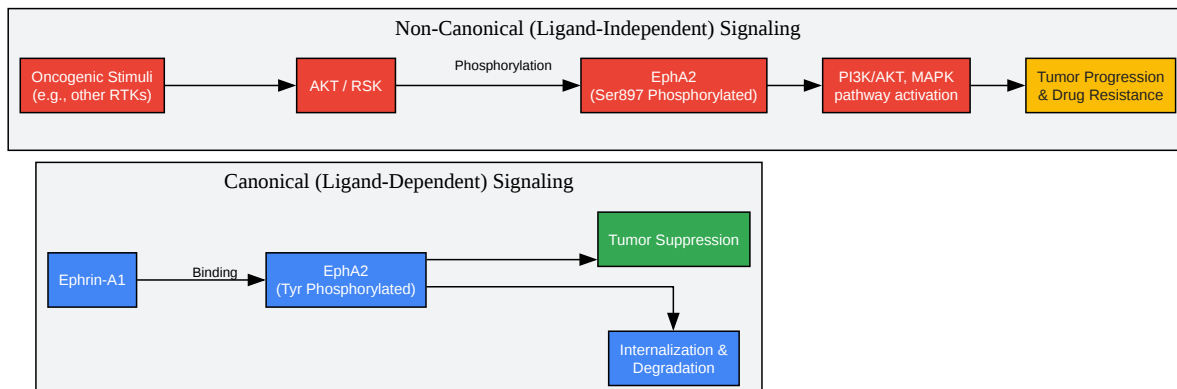 Non-Canonical (Ligand-Independent) Signaling
Oncogenic Stimuli
(e.g., other RTKs)
AKT / RSK
Phosphorylation
EphA2
(Ser897 Phosphorylated)
PI3K/AKT, MAPK
pathway activation
Tumor Progression
& Drug Resistance
Canonical (Ligand-Dependent) Signaling
Ephrin-A1
Binding
EphA2
(Tyr Phosphorylated)
Tumor Suppression
Internalization &
Degradation